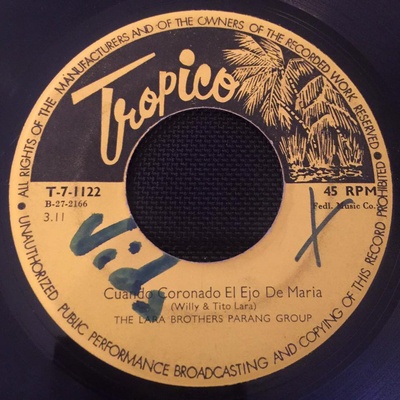 · ALL RIGHTS OF THE MANUFACTURERS AND OF THE OWNERS OF THE RECORDED WORK RESERVED ·
Tropico
T-7-1122
B-27-2166
3.11
45 RPM
Fedl. Music Co.
Cuando Coronado El Ejo De Maria
(Willy & Tito Lara)
THE LARA BROTHERS PARANG GROUP
UNAUTHORIZED PUBLIC PERFORMANCE BROADCASTING AND COPYING OF THIS RECORD PROHIBITED
X